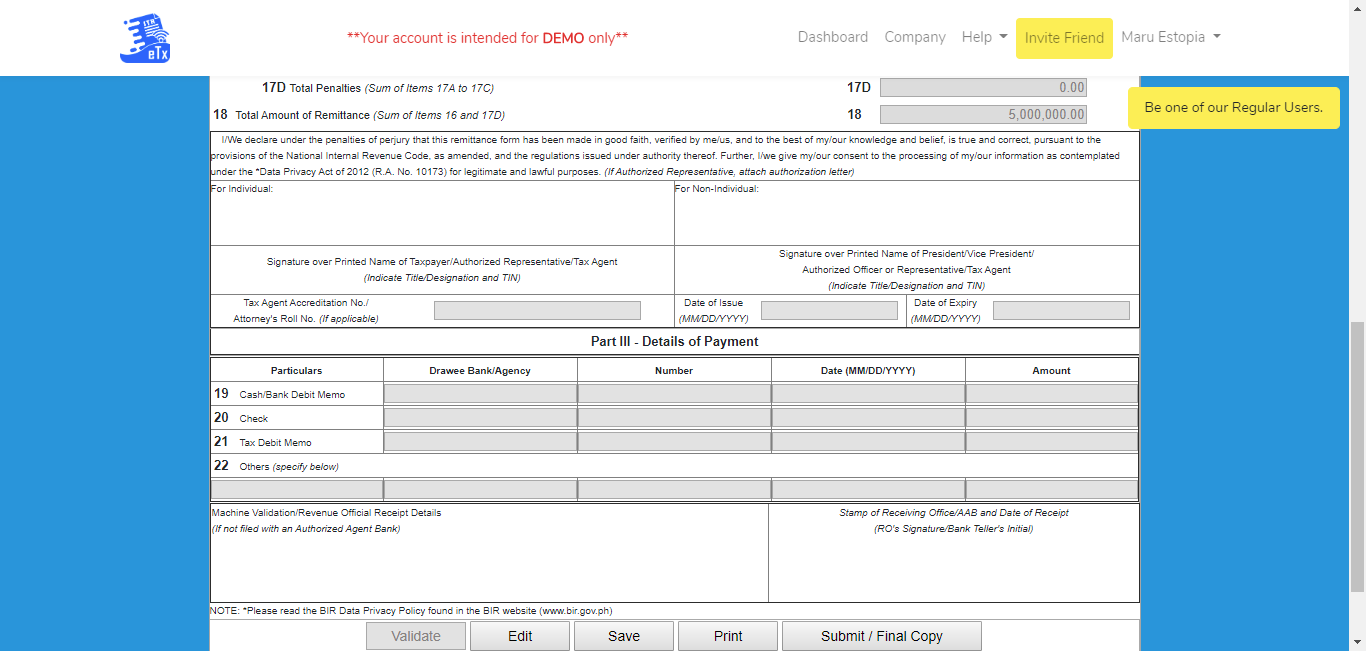 ITR
eTx
**Your account is intended for DEMO only**
Dashboard Company Help Invite Friend Maru Estopia
Be one of our Regular Users.
17D Total Penalties (Sum of Items 17A to 17C) 17D 0.00
18 Total Amount of Remittance (Sum of Items 16 and 17D) 18 5,000,000.00
I/We declare under the penalties of perjury that this remittance form has been made in good faith, verified by me/us, and to the best of my/our knowledge and belief, is true and correct, pursuant to the
provisions of the National Internal Revenue Code, as amended, and the regulations issued under authority thereof. Further, I/we give my/our consent to the processing of my/our information as contemplated
under the *Data Privacy Act of 2012 (R.A. No. 10173) for legitimate and lawful purposes. (If Authorized Representative, attach authorization letter)
For Individual:
For Non-Individual:
Signature over Printed Name of Taxpayer/Authorized Representative/Tax Agent
(Indicate Title/Designation and TIN)
Signature over Printed Name of President/Vice President/
Authorized Officer or Representative/Tax Agent
(Indicate Title/Designation and TIN)
Tax Agent Accreditation No./
Attorney's Roll No. (If applicable)
Date of Issue
(MM/DD/YYYY)
Date of Expiry
(MM/DD/YYYY)
Part III - Details of Payment
Particulars Drawee Bank/Agency Number Date (MM/DD/YYYY) Amount
19 Cash/Bank Debit Memo
20 Check
21 Tax Debit Memo
22 Others (specify below)
Machine Validation/Revenue Official Receipt Details
(If not filed with an Authorized Agent Bank)
Stamp of Receiving Office/AAB and Date of Receipt
(RO's Signature/Bank Teller's Initial)
NOTE: *Please read the BIR Data Privacy Policy found in the BIR website (www.bir.gov.ph)
Validate Edit Save Print Submit / Final Copy